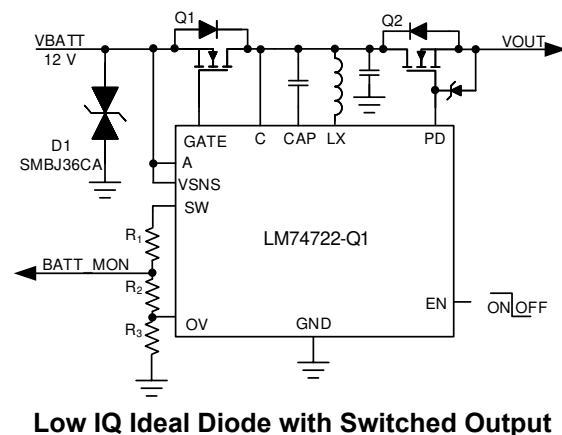 Q1
Q2
VBATT
12 V
VOUT
D1
SMBJ36CA
GATE
C
CAP
LX
PD
A
VSNS
SW
R1
LM74722-Q1
BATT_MON
R2
EN
ON OFF
R3
OV
GND
Low IQ Ideal Diode with Switched Output